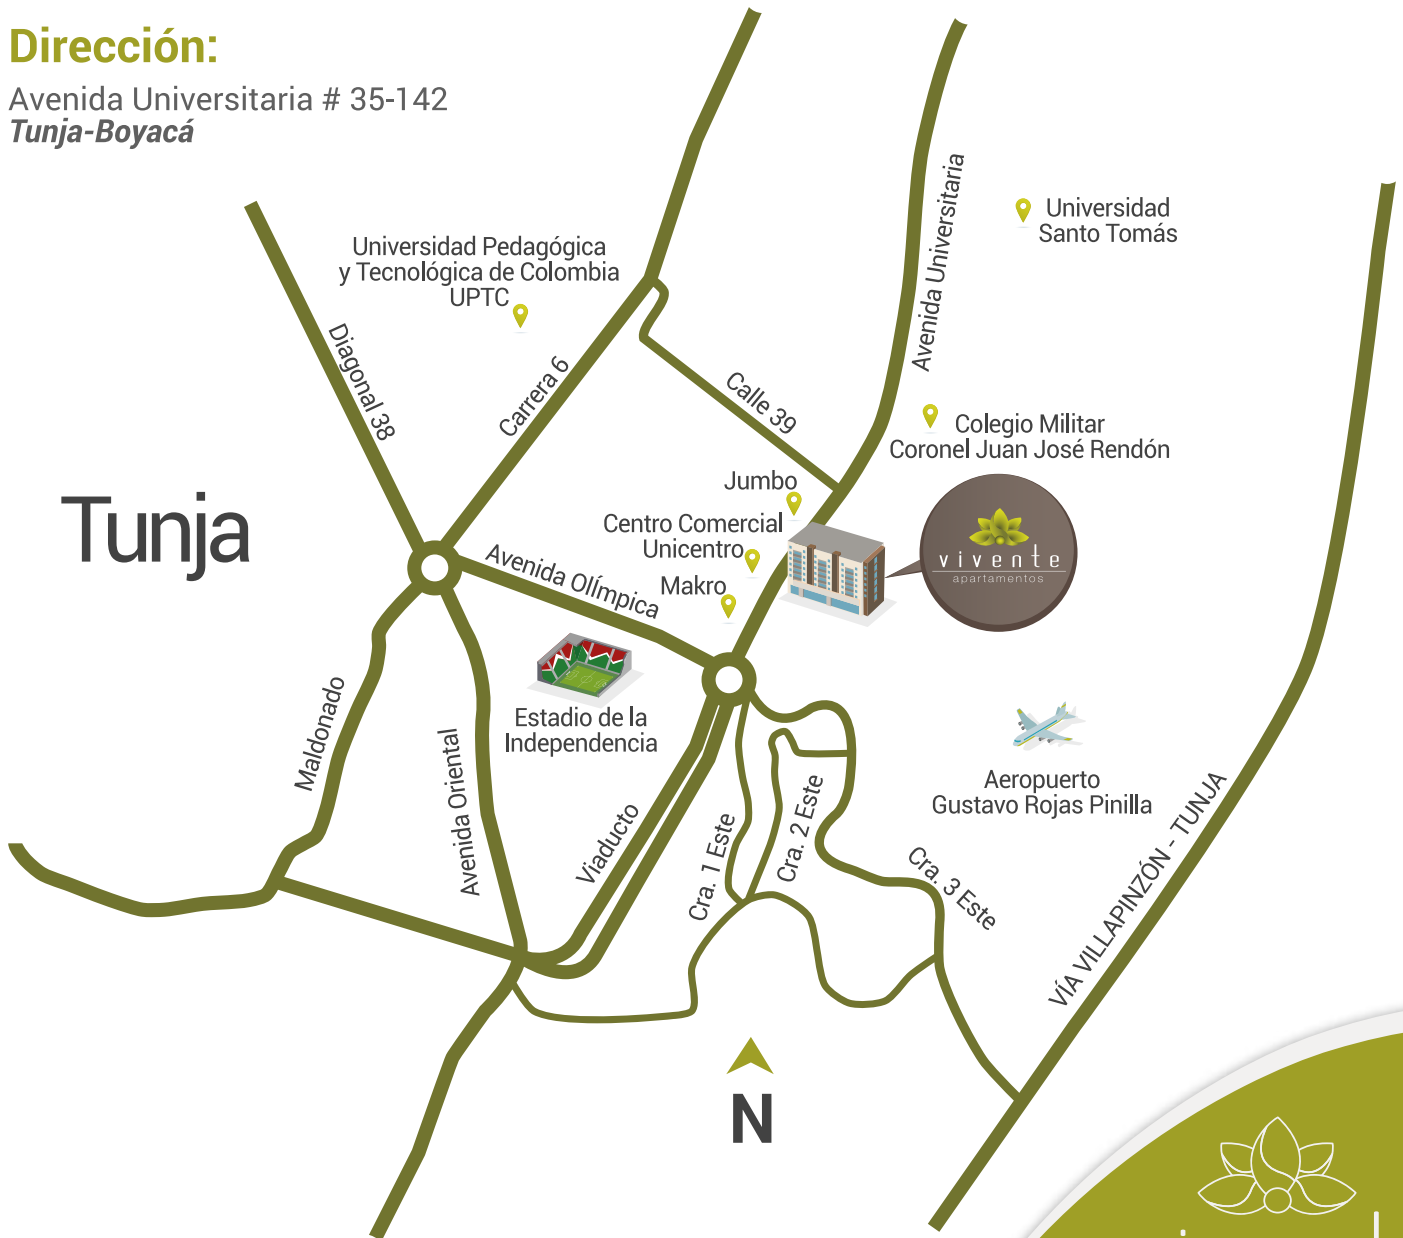 Dirección:
Avenida Universitaria # 35-142
Tunja-Boyacá
Universidad
Santo Tomás
Avenida Universitaria
Universidad Pedagógica
y Tecnológica de Colombia
UPTC
Diagonal 38
Carrera 6
Calle 39
Colegio Militar
Coronel Juan José Rendón
Jumbo
Tunja
Centro Comercial
Unicentro
vivente
apartamentos
Avenida Olímpica
Makro
Estadio de la
Independencia
Maldonado
Avenida Oriental
Viaducto
Cra. 1 Este
Cra. 2 Este
Cra. 3 Este
Aeropuerto
Gustavo Rojas Pinilla
VÍA VILLAPINZÓN - TUNJA
N